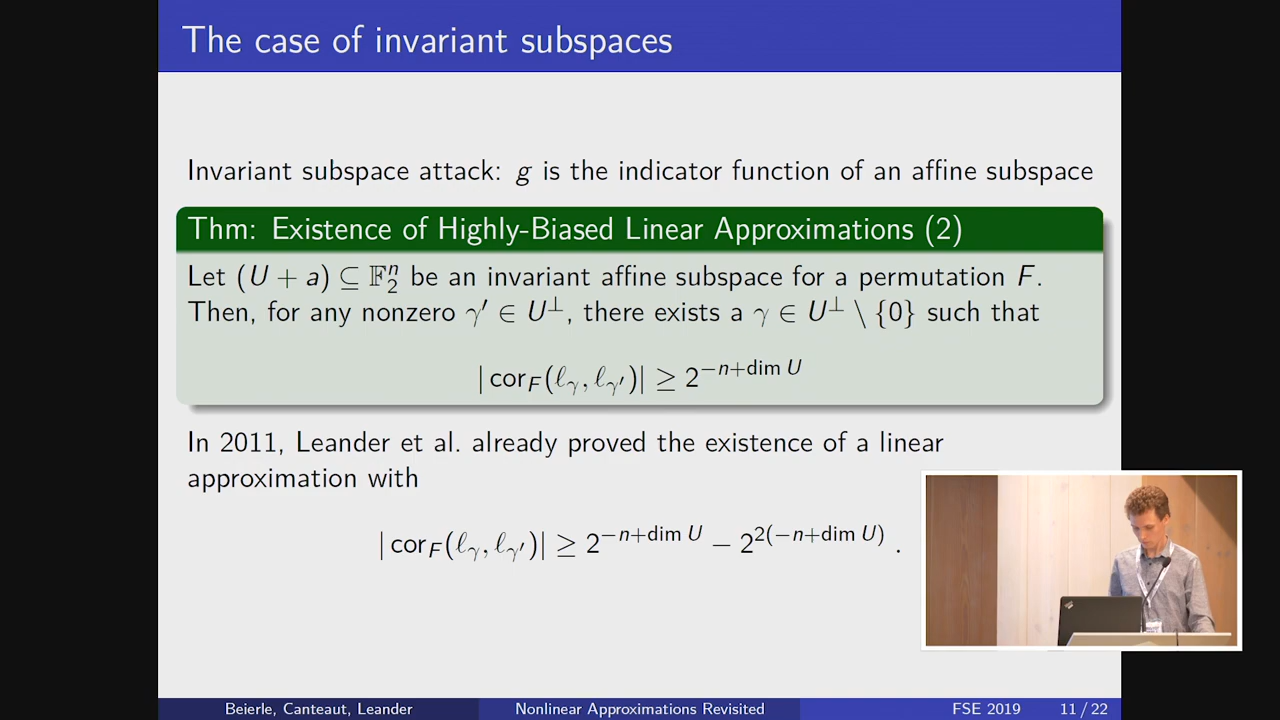 The case of invariant subspaces
Invariant subspace attack: g is the indicator function of an affine subspace
Thm: Existence of Highly-Biased Linear Approximations (2)
Let (U + a) ⊆ 𝔽₂ⁿ be an invariant affine subspace for a permutation F.
Then, for any nonzero γ′ ∈ U^⊥, there exists a γ ∈ U^⊥ \ {0} such that
| cor_F(ℓ_γ, ℓ_γ′)| ≥ 2^{−n+dim U}
In 2011, Leander et al. already proved the existence of a linear
approximation with
| cor_F(ℓ_γ, ℓ_γ′)| ≥ 2^{−n+dim U} − 2^{2(−n+dim U)} .
Beierle, Canteaut, Leander Nonlinear Approximations Revisited FSE 2019 11 / 22